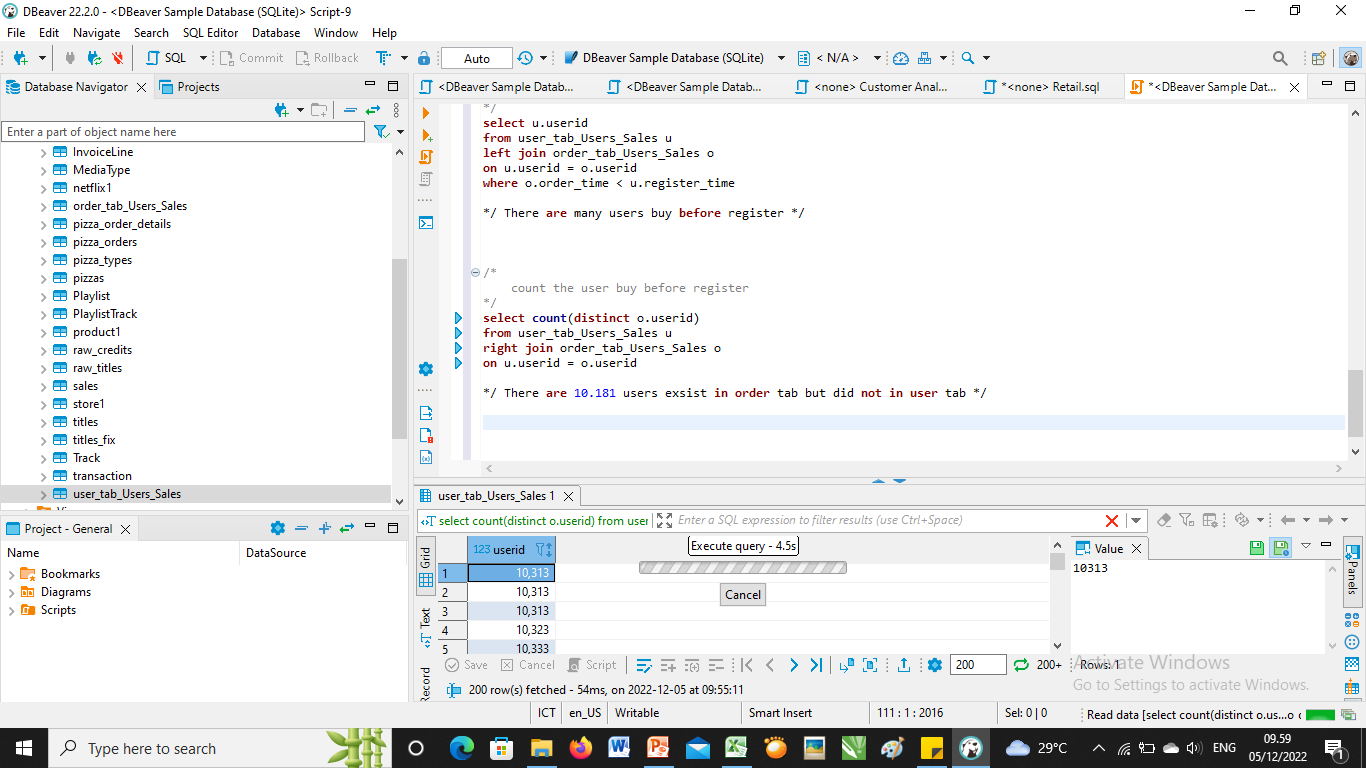 DBeaver 22.2.0 - <DBeaver Sample Database (SQLite)> Script-9
File Edit Navigate Search SQL Editor Database Window Help
SQL Commit Rollback Auto DBeaver Sample Database (SQLite) < N/A >
Database Navigator Projects
<DBeaver Sample Datab... <DBeaver Sample Datab... <none> Customer Anal... *<none> Retail.sql *<DBeaver Sample Dat...
Enter a part of object name here
InvoiceLine
MediaType
netflix1
order_tab_Users_Sales
pizza_order_details
pizza_orders
pizza_types
pizzas
Playlist
PlaylistTrack
product1
raw_credits
raw_titles
sales
store1
titles
titles_fix
Track
transaction
user_tab_Users_Sales
*/
select u.userid
from user_tab_Users_Sales u
left join order_tab_Users_Sales o
on u.userid = o.userid
where o.order_time < u.register_time
*/ There are many users buy before register */
/*
count the user buy before register
*/
select count(distinct o.userid)
from user_tab_Users_Sales u
right join order_tab_Users_Sales o
on u.userid = o.userid
*/ There are 10.181 users exsist in order tab but did not in user tab */
Project - General
Name DataSource
Bookmarks
Diagrams
Scripts
user_tab_Users_Sales 1
select count(distinct o.userid) from user
Enter a SQL expression to filter results (use Ctrl+Space)
Grid
Text
Record
123 userid
1 10,313
2 10,313
3 10,313
4 10,323
5 10,333
Execute query - 4.5s
Cancel
Value
10313
Panels
Save Cancel Script 200 200+ Rows: 1
200 row(s) fetched - 54ms, on 2022-12-05 at 09:55:11
Activate Windows
Go to Settings to activate Windows.
ICT en_US Writable Smart Insert 111 : 1 : 2016 Sel: 0 | 0 Read data [select count(distinct o.us...o
Type here to search
29°C ENG
09.59
05/12/2022
1